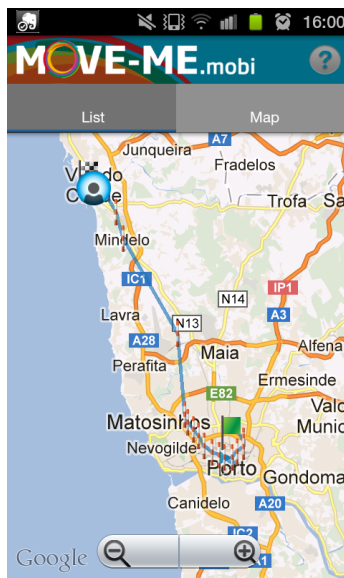 16:00
MOVE-ME.mobi
?
List
Map
A7
Junqueira
Fradelos
Trofa
Mindelo
IC1
IP1
N14
Lavra
N13
A3
A28
Alfena
Maia
Perafita
Ermesinde
E82
Matosinhos
Nevogilde
Porto
Gondoma
Canidelo
A20
IC2
A1
Google